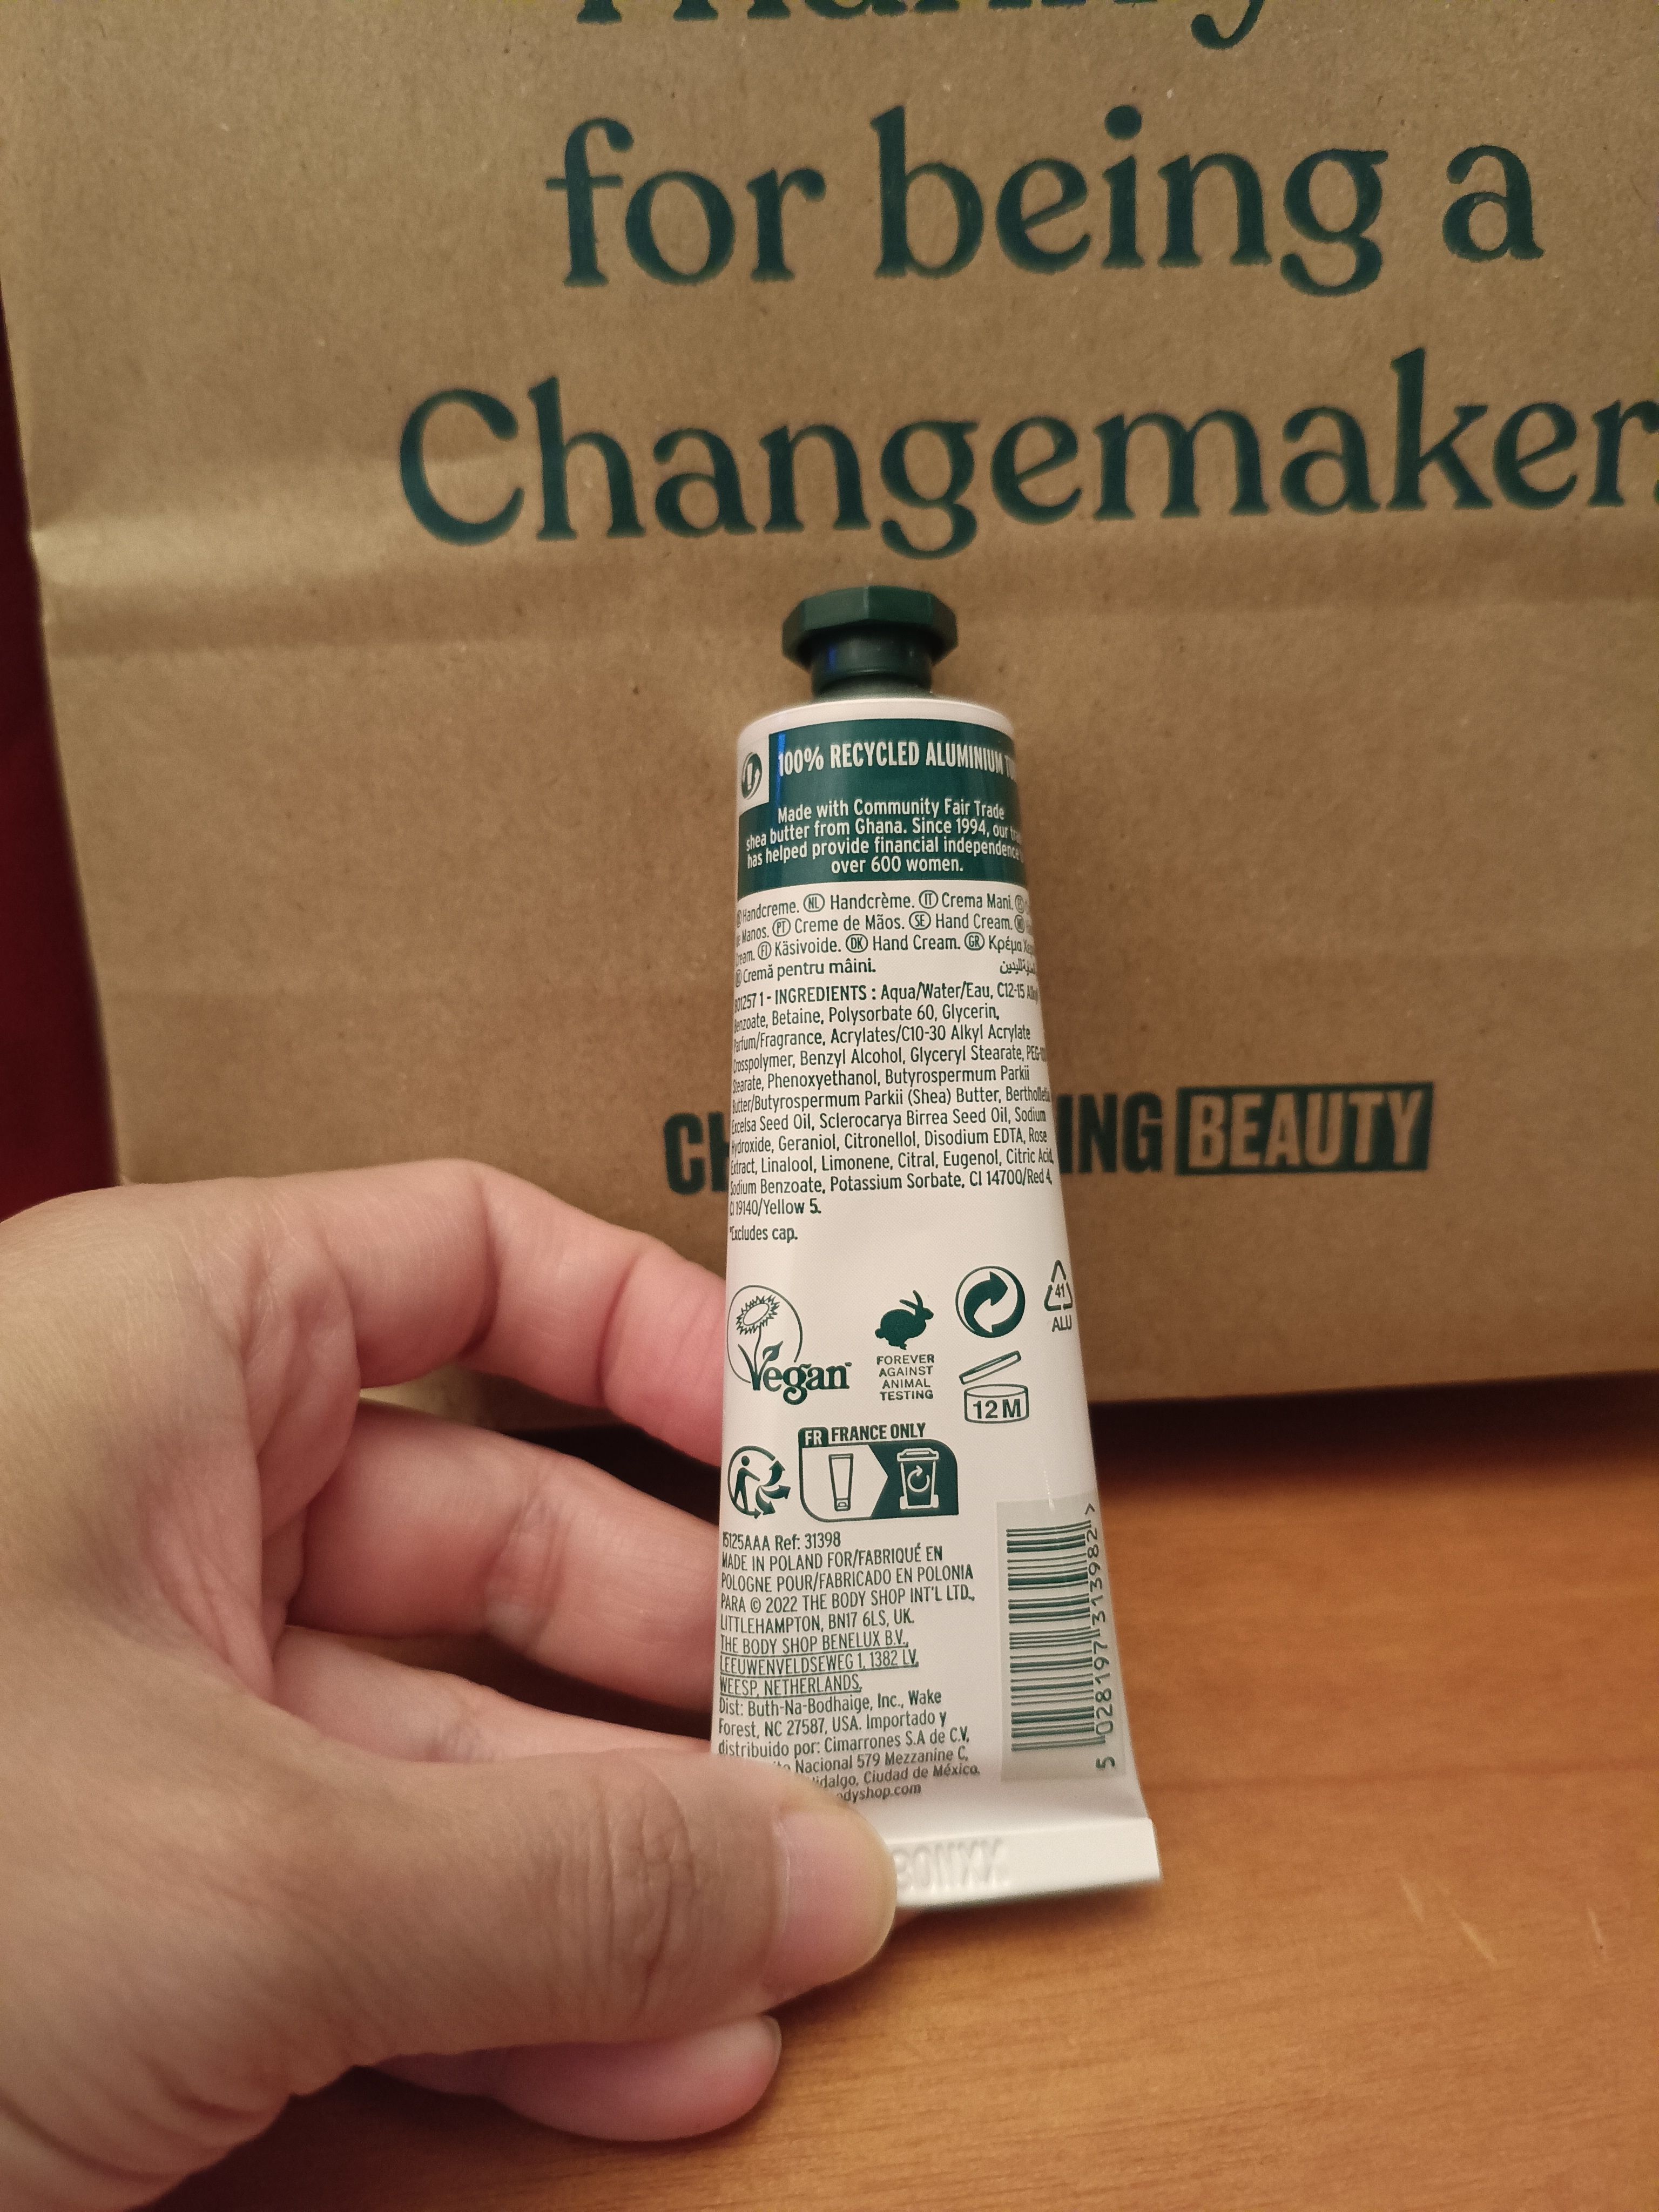 for being a
Changemaker.
BEAUTY
100% RECYCLED ALUMINIUM
Made with Community Fair Trade
shea butter from Ghana. Since 1994, our
has helped provide financial independence
over 600 women.
Handcreme. NL Handcrème. IT Crema Mani.
Manos. PT Creme de Mãos. SE Hand Cream.
FI Käsivoide. DK Hand Cream. GR Κρέμα
Cremă pentru mâini.
INGREDIENTS : Aqua/Water/Eau, C12-15
Benzoate, Betaine, Polysorbate 60, Glycerin,
Parfum/Fragrance, Acrylates/C10-30 Alkyl Acrylate
Crosspolymer, Benzyl Alcohol, Glyceryl Stearate,
Stearate, Phenoxyethanol, Butyrospermum Parkii
Butter/Butyrospermum Parkii (Shea) Butter, Bertholletia
Excelsa Seed Oil, Sclerocarya Birrea Seed Oil, Sodium
Hydroxide, Geraniol, Citronellol, Disodium EDTA, Rose
Extract, Linalool, Limonene, Citral, Eugenol, Citric Acid,
Sodium Benzoate, Potassium Sorbate, CI 14700/Red 4,
CI 19140/Yellow 5.
*Excludes cap.
Vegan
FOREVER
AGAINST
ANIMAL
TESTING
41
ALU
12 M
FR FRANCE ONLY
15125AAA Ref: 31398
MADE IN POLAND FOR/FABRIQUÉ EN
POLOGNE POUR/FABRICADO EN POLONIA
PARA © 2022 THE BODY SHOP INT'L LTD.,
LITTLEHAMPTON, BN17 6LS, UK.
THE BODY SHOP BENELUX B.V.,
LEEUWENVELDSEWEG 1, 1382 LV,
WEESP, NETHERLANDS,
Dist: Buth-Na-Bodhaige, Inc., Wake
Forest, NC 27587, USA. Importado y
distribuido por: Cimarrones S.A de C.V,
Nacional 579 Mezzanine C,
Ciudad de México.
5 028197 313982 >